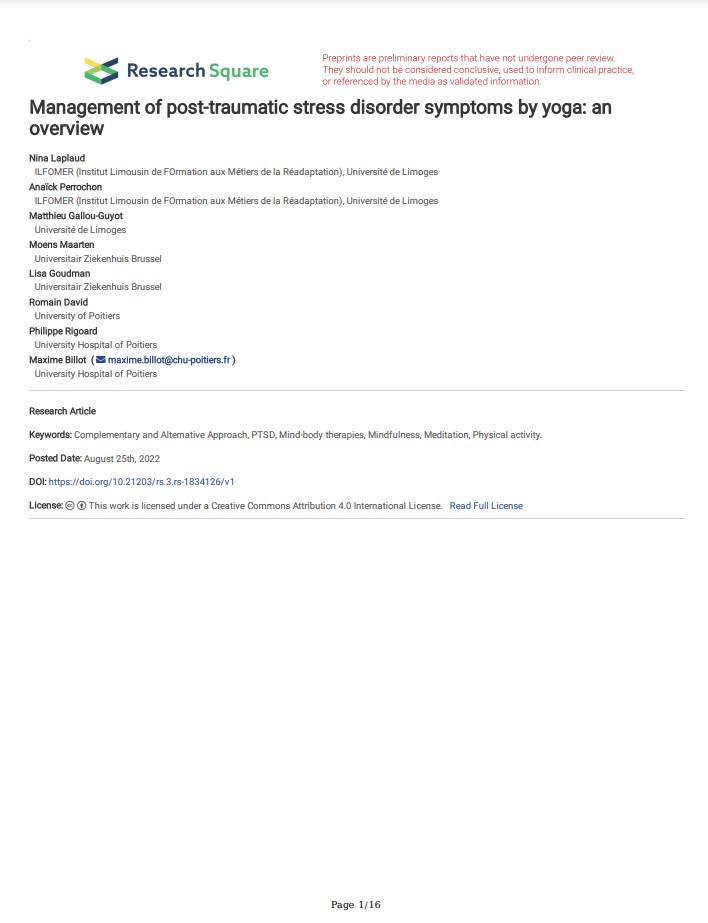 Research Square
Preprints are preliminary reports that have not undergone peer review.
They should not be considered conclusive, used to inform clinical practice,
or referenced by the media as validated information.
Management of post-traumatic stress disorder symptoms by yoga: an
overview
Nina Laplaud
ILFOMER (Institut Limousin de FOrmation aux Métiers de la Réadaptation), Université de Limoges
Anaïck Perrochon
ILFOMER (Institut Limousin de FOrmation aux Métiers de la Réadaptation), Université de Limoges
Matthieu Gallou-Guyot
Université de Limoges
Moens Maarten
Universitair Ziekenhuis Brussel
Lisa Goudman
Universitair Ziekenhuis Brussel
Romain David
University of Poitiers
Philippe Rigoard
University Hospital of Poitiers
Maxime Billot (maxime.billot@chu-poitiers.fr)
University Hospital of Poitiers
Research Article
Keywords: Complementary and Alternative Approach, PTSD, Mind-body therapies, Mindfulness, Meditation, Physical activity.
Posted Date: August 25th, 2022
DOI: https://doi.org/10.21203/rs.3.rs-1834126/v1
License: This work is licensed under a Creative Commons Attribution 4.0 International License. Read Full License
Page 1/16